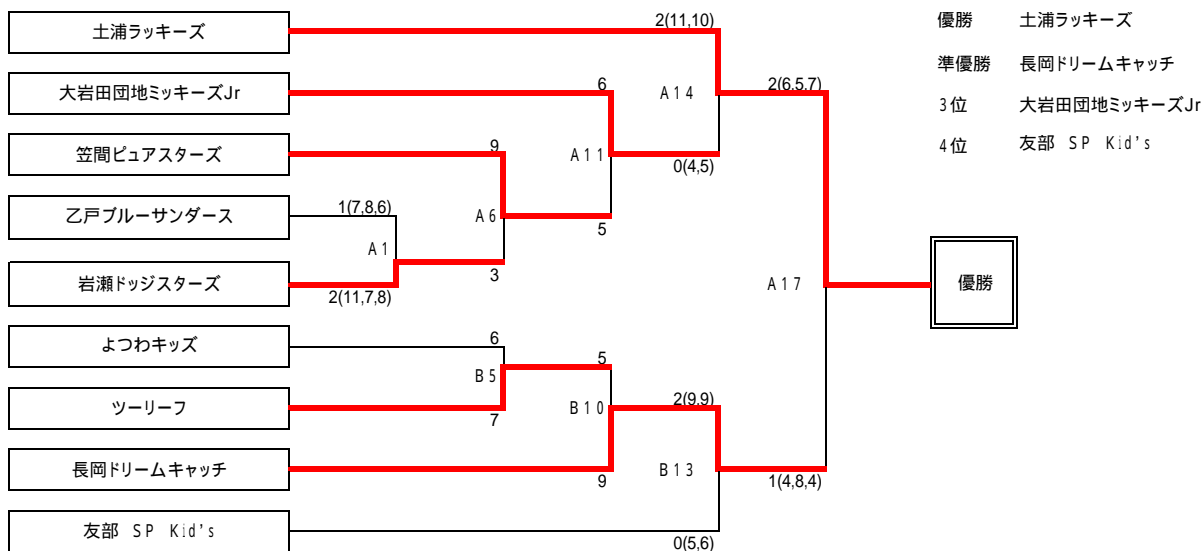 土浦ラッキーズ
大岩田団地ミッキーズJr
笠間ピュアスターズ
乙戸ブルーサンダース
岩瀬ドッジスターズ
よつわキッズ
ツーリーフ
長岡ドリームキャッチ
友部 SP Kid's
2(11,10)
6
A14
2(6,5,7)
9
A11
0(4,5)
1(7,8,6)
A6
5
A1
3
2(11,7,8)
A17
優勝
6
B5
5
7
B10
2(9,9)
9
B13
1(4,8,4)
0(5,6)
優勝 土浦ラッキーズ
準優勝 長岡ドリームキャッチ
3位 大岩田団地ミッキーズJr
4位 友部 SP Kid's